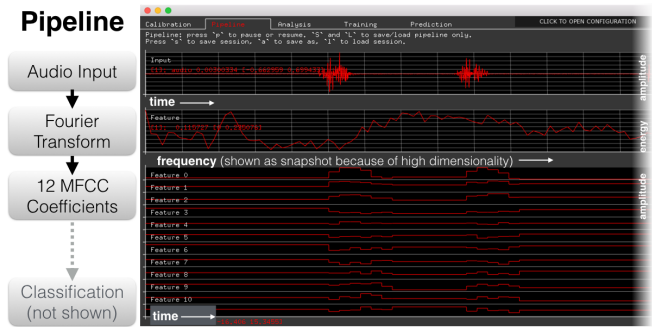 Pipeline
Audio Input
Fourier
Transform
12 MFCC
Coefficients
Classification
(not shown)
Calibration Pipeline Analysis Training Prediction CLICK TO OPEN CONFIGURATION
Pipeline: press `p` to pause or resume. `S` and `L` to save/load pipeline only.
Press `s` to save session, `a` to save as, `l` to load session.
Input
amplitude
time
Feature
energy
frequency (shown as snapshot because of high dimensionality)
Feature 0
Feature 1
Feature 2
Feature 3
Feature 4
Feature 5
Feature 6
Feature 7
Feature 8
Feature 9
Feature 10
amplitude
time